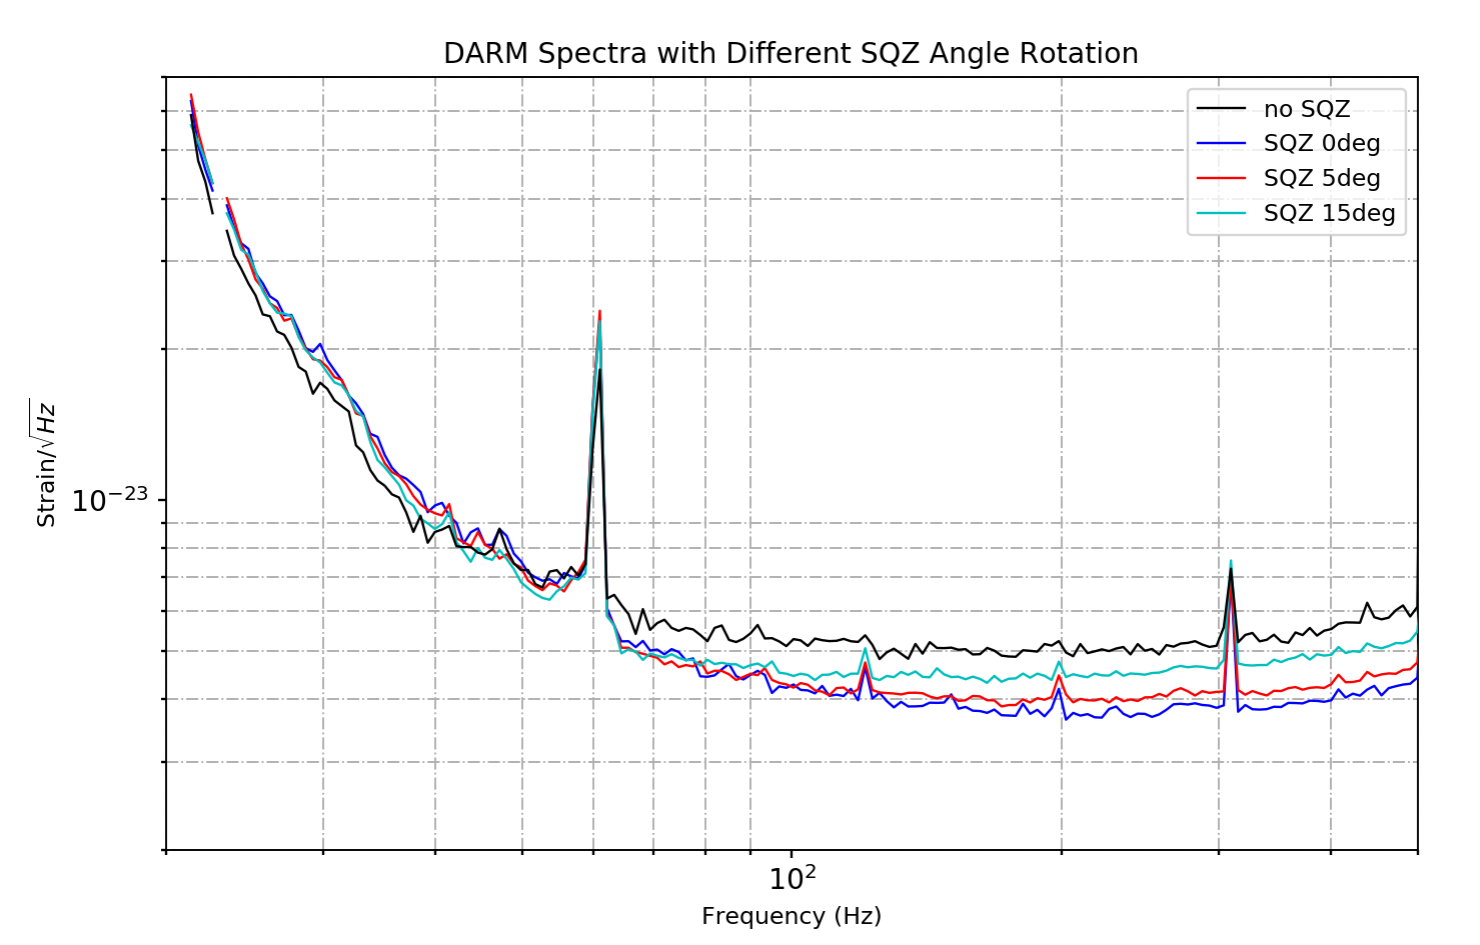 DARM Spectra with Different SQZ Angle Rotation
no SQZ
SQZ 0deg
SQZ 5deg
SQZ 15deg
Strain/√Hz
10⁻²³
10²
Frequency (Hz)